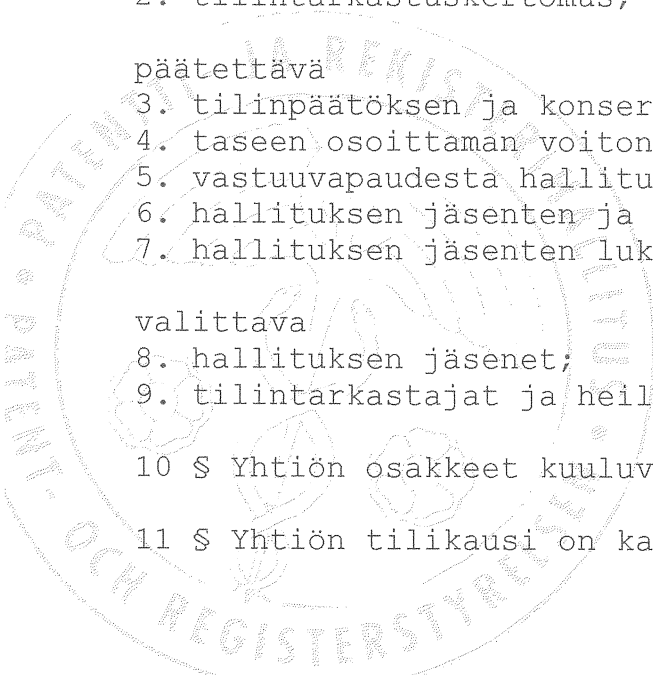 2. tilintarkastuskertomus;
päätettävä
3. tilinpäätöksen ja konser
4. taseen osoittaman voiton
5. vastuuvapaudesta hallitu
6. hallituksen jäsenten ja
7. hallituksen jäsenten luk
valittava
8. hallituksen jäsenet;
9. tilintarkastajat ja heil
10 § Yhtiön osakkeet kuuluv
11 § Yhtiön tilikausi on ka
PATENTTI- JA REKISTERIHALLITUS • PATENT- OCH REGISTERSTYRELSEN •